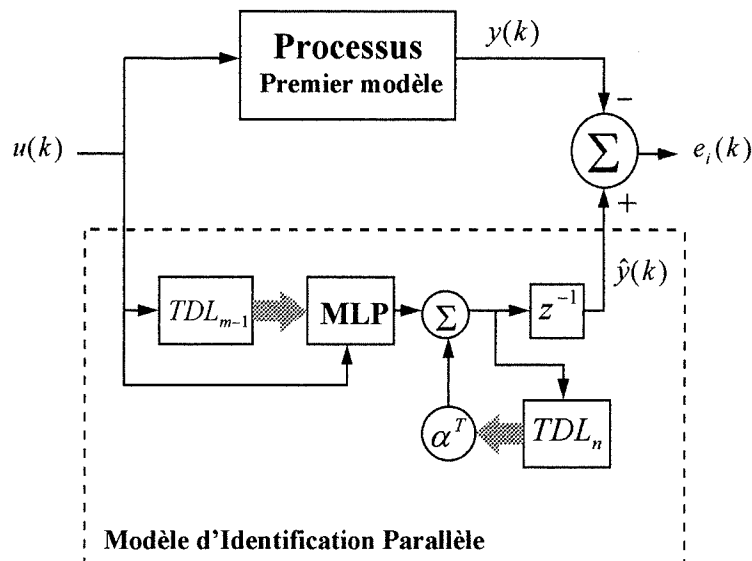 Processus
Premier modèle
y(k)
−
u(k)
Σ
e_i(k)
+
ŷ(k)
TDL_{m-1}
MLP
Σ
z^{-1}
α^T
TDL_n
Modèle d'Identification Parallèle